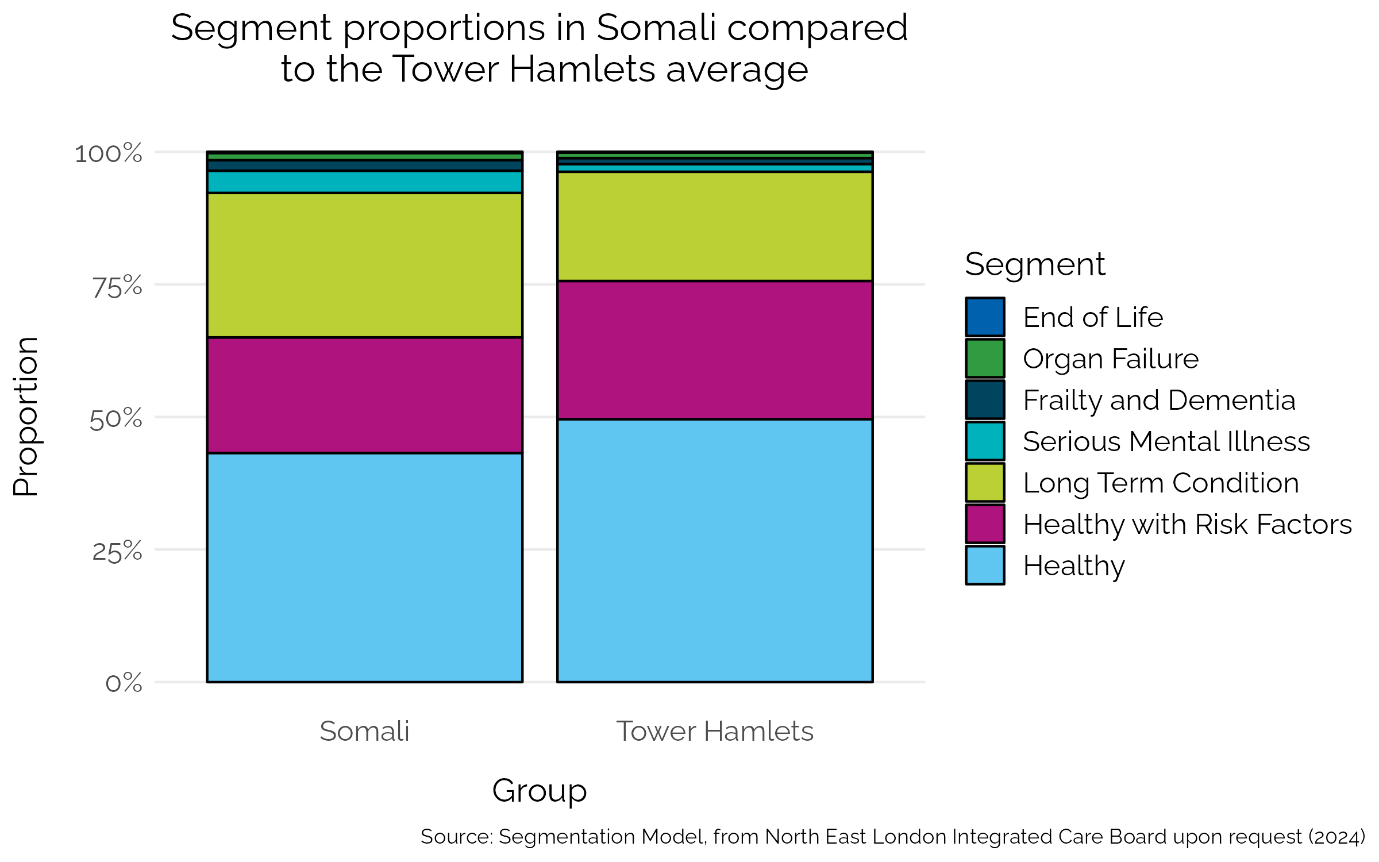 Segment proportions in Somali compared
to the Tower Hamlets average
100%
75%
50%
25%
0%
Proportion
Somali
Tower Hamlets
Group
Segment
End of Life
Organ Failure
Frailty and Dementia
Serious Mental Illness
Long Term Condition
Healthy with Risk Factors
Healthy
Source: Segmentation Model, from North East London Integrated Care Board upon request (2024)